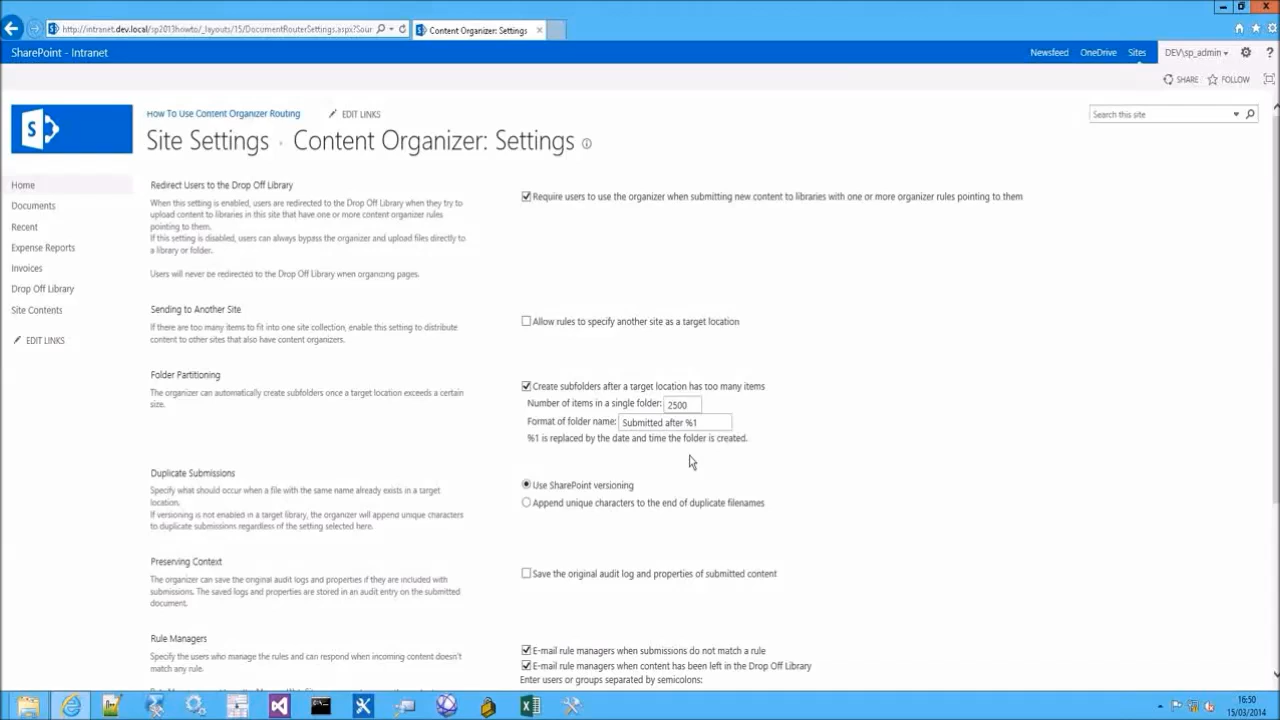 http://intranet.dev.local/sp2013howto/_layouts/15/DocumentRouterSettings.aspx?Sour
Content Organizer: Settings
SharePoint - Intranet
Newsfeed OneDrive Sites DEV\sp_admin ?
SHARE FOLLOW
How To Use Content Organizer Routing EDIT LINKS
Search this site
Site Settings › Content Organizer: Settings
Home
Documents
Recent
Expense Reports
Invoices
Drop Off Library
Site Contents
EDIT LINKS
Redirect Users to the Drop Off Library
When this setting is enabled, users are redirected to the Drop Off Library when they try to
upload content to libraries in this site that have one or more content organizer rules
pointing to them.
If this setting is disabled, users can always bypass the organizer and upload files directly to
a library or folder.
Users will never be redirected to the Drop Off Library when organizing pages.
Require users to use the organizer when submitting new content to libraries with one or more organizer rules pointing to them
Sending to Another Site
If there are too many items to fit into one site collection, enable this setting to distribute
content to other sites that also have content organizers.
Allow rules to specify another site as a target location
Folder Partitioning
The organizer can automatically create subfolders once a target location exceeds a certain
size.
Create subfolders after a target location has too many items
Number of items in a single folder: 2500
Format of folder name: Submitted after %1
%1 is replaced by the date and time the folder is created.
Duplicate Submissions
Specify what should occur when a file with the same name already exists in a target
location.
If versioning is not enabled in a target library, the organizer will append unique characters
to duplicate submissions regardless of the setting selected here.
Use SharePoint versioning
Append unique characters to the end of duplicate filenames
Preserving Context
The organizer can save the original audit logs and properties if they are included with
submissions. The saved logs and properties are stored in an audit entry on the submitted
document.
Save the original audit log and properties of submitted content
Rule Managers
Specify the users who manage the rules and can respond when incoming content doesn't
match any rule.
E-mail rule managers when submissions do not match a rule
E-mail rule managers when content has been left in the Drop Off Library
Enter users or groups separated by semicolons:
16:50
15/03/2014